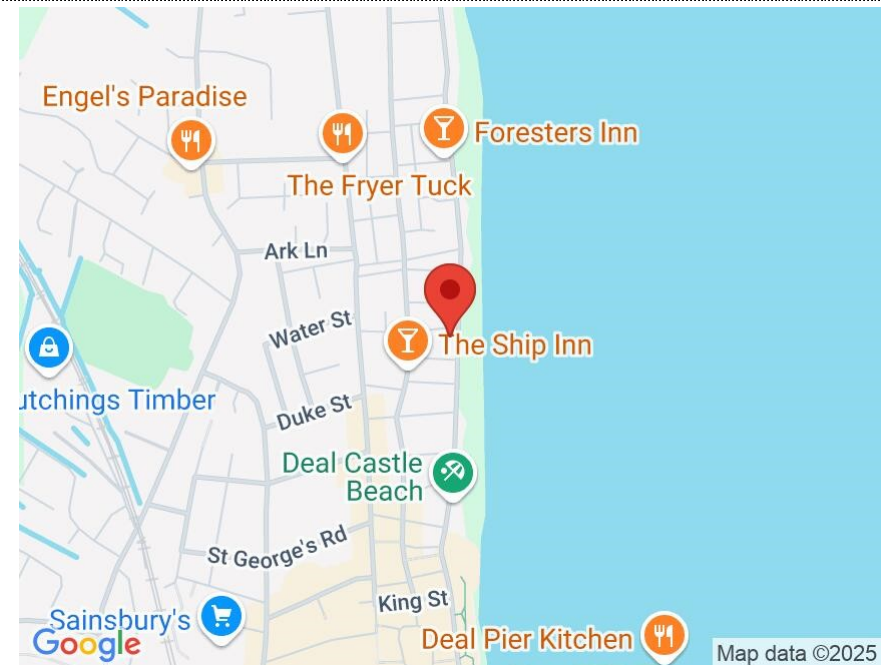 Engel's Paradise
Foresters Inn
The Fryer Tuck
Ark Ln
Water St
The Ship Inn
utchings Timber
Duke St
Deal Castle
Beach
St George's Rd
King St
Sainsbury's
Deal Pier Kitchen
Google
Map data ©2025